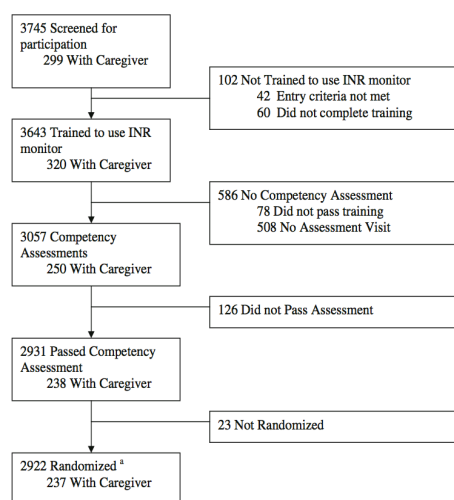 3745 Screened for
participation
299 With Caregiver
102 Not Trained to use INR monitor
42 Entry criteria not met
60 Did not complete training
3643 Trained to use INR
monitor
320 With Caregiver
586 No Competency Assessment
78 Did not pass training
508 No Assessment Visit
3057 Competency
Assessments
250 With Caregiver
126 Did not Pass Assessment
2931 Passed Competency
Assessment
238 With Caregiver
23 Not Randomized
2922 Randomized a
237 With Caregiver